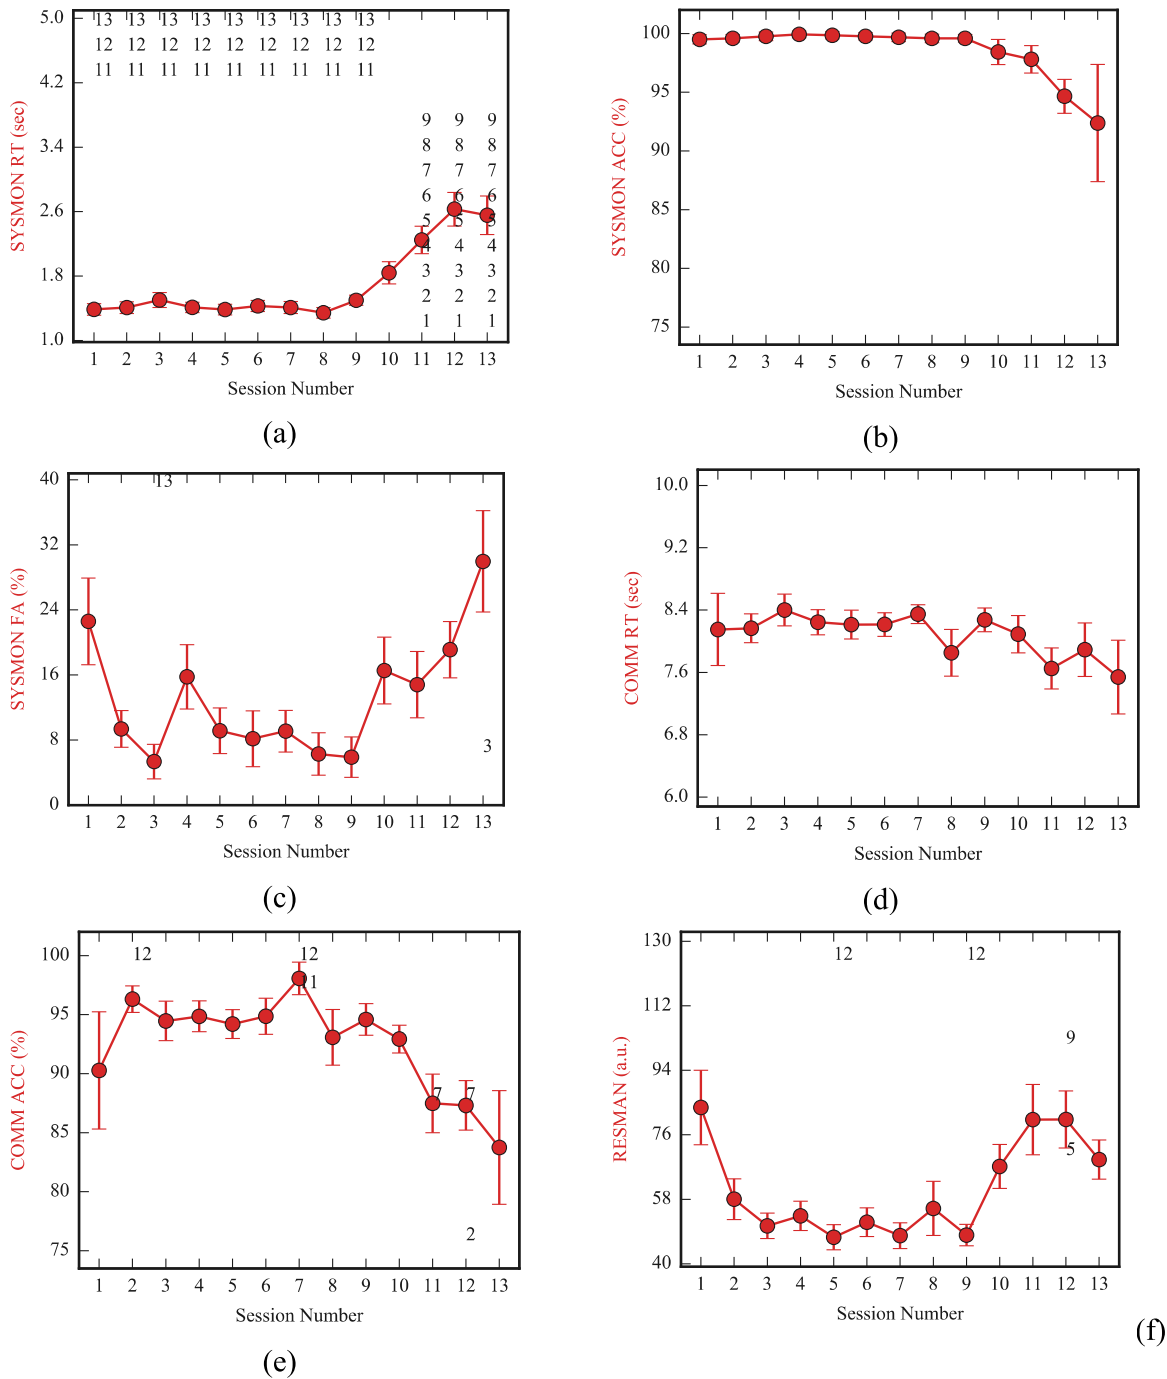 5.0
4.2
3.4
2.6
1.8
1.0
SYSMON RT (sec)
13 13 13 13 13 13 13 13 13
12 12 12 12 12 12 12 12 12
11 11 11 11 11 11 11 11 11
9 9 9
8 8 8
7 7 7
6 6 6
5 5 5
4 4 4
3 3 3
2 2 2
1 1 1
1 2 3 4 5 6 7 8 9 10 11 12 13
Session Number
(a)
100
95
90
85
80
75
SYSMON ACC (%)
1 2 3 4 5 6 7 8 9 10 11 12 13
Session Number
(b)
40
32
24
16
8
0
SYSMON FA (%)
13
3
1 2 3 4 5 6 7 8 9 10 11 12 13
Session Number
(c)
10.0
9.2
8.4
7.6
6.8
6.0
COMM RT (sec)
1 2 3 4 5 6 7 8 9 10 11 12 13
Session Number
(d)
100
95
90
85
80
75
COMM ACC (%)
12 12
11
7 7
2
1 2 3 4 5 6 7 8 9 10 11 12 13
Session Number
(e)
130
112
94
76
58
40
RESMAN (a.u.)
12 12
9
5
1 2 3 4 5 6 7 8 9 10 11 12 13
Session Number
(f)